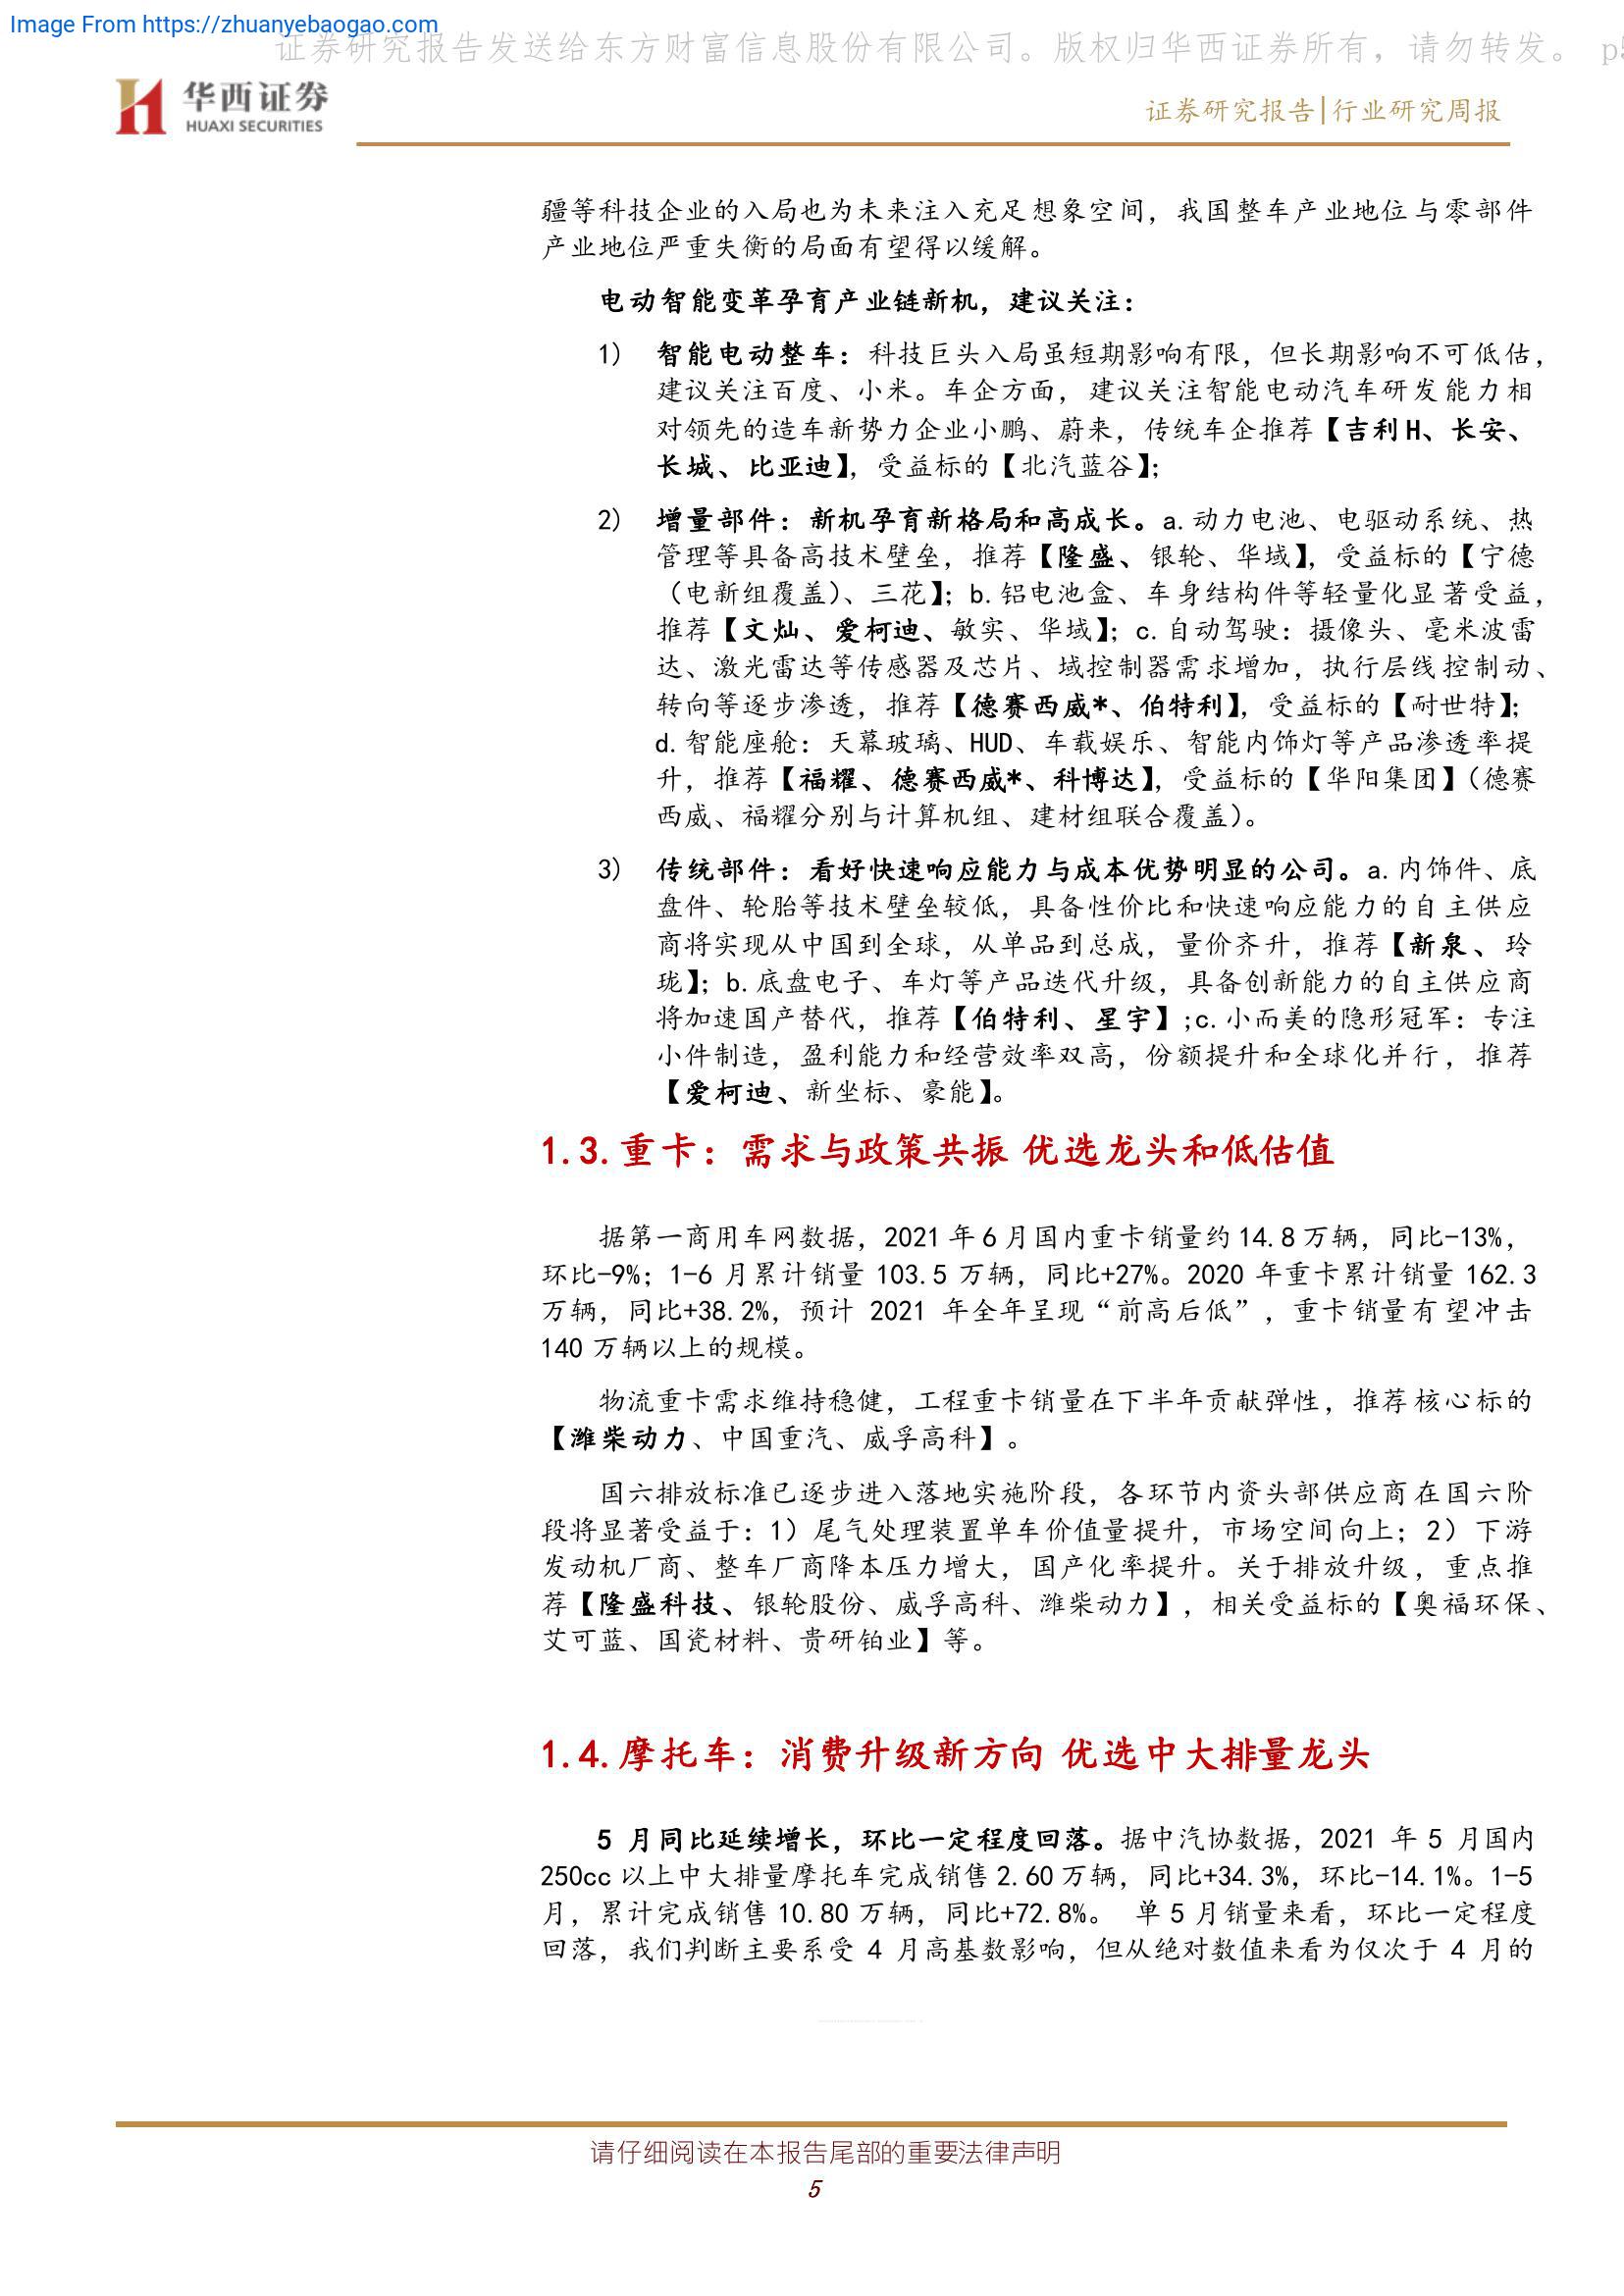 Image From https://zhuanyebaogao.com
证券研究报告发送给东方财富信息股份有限公司。版权归华西证券所有，请勿转发。 p5
华西证券
HUAXI SECURITIES
证券研究报告|行业研究周报
疆等科技企业的入局也为未来注入充足想象空间，我国整车产业地位与零部件
产业地位严重失衡的局面有望得以缓解。
电动智能变革孕育产业链新机，建议关注：
1) 智能电动整车：科技巨头入局虽短期影响有限，但长期影响不可低估，
建议关注百度、小米。车企方面，建议关注智能电动汽车研发能力相
对领先的造车新势力企业小鹏、蔚来，传统车企推荐【吉利H、长安、
长城、比亚迪】，受益标的【北汽蓝谷】；
2) 增量部件：新机孕育新格局和高成长。a.动力电池、电驱动系统、热
管理等具备高技术壁垒，推荐【隆盛、银轮、华域】，受益标的【宁德
（电新组覆盖）、三花】；b.铝电池盒、车身结构件等轻量化显著受益，
推荐【文灿、爱柯迪、敏实、华域】；c.自动驾驶：摄像头、毫米波雷
达、激光雷达等传感器及芯片、域控制器需求增加，执行层线控制动、
转向等逐步渗透，推荐【德赛西威*、伯特利】，受益标的【耐世特】；
d.智能座舱：天幕玻璃、HUD、车载娱乐、智能内饰灯等产品渗透率提
升，推荐【福耀、德赛西威*、科博达】，受益标的【华阳集团】（德赛
西威、福耀分别与计算机组、建材组联合覆盖）。
3) 传统部件：看好快速响应能力与成本优势明显的公司。a.内饰件、底
盘件、轮胎等技术壁垒较低，具备性价比和快速响应能力的自主供应
商将实现从中国到全球，从单品到总成，量价齐升，推荐【新泉、玲
珑】；b.底盘电子、车灯等产品迭代升级，具备创新能力的自主供应商
将加速国产替代，推荐【伯特利、星宇】;c.小而美的隐形冠军：专注
小件制造，盈利能力和经营效率双高，份额提升和全球化并行，推荐
【爱柯迪、新坐标、豪能】。
1.3.重卡：需求与政策共振 优选龙头和低估值
据第一商用车网数据，2021年6月国内重卡销量约14.8万辆，同比-13%，
环比-9%；1-6 月累计销量 103.5 万辆，同比+27%。2020 年重卡累计销量 162.3
万辆，同比+38.2%，预计 2021 年全年呈现“前高后低”，重卡销量有望冲击
140 万辆以上的规模。
物流重卡需求维持稳健，工程重卡销量在下半年贡献弹性，推荐核心标的
【潍柴动力、中国重汽、威孚高科】。
国六排放标准已逐步进入落地实施阶段，各环节内资头部供应商在国六阶
段将显著受益于：1）尾气处理装置单车价值量提升，市场空间向上；2）下游
发动机厂商、整车厂商降本压力增大，国产化率提升。关于排放升级，重点推
荐【隆盛科技、银轮股份、威孚高科、潍柴动力】，相关受益标的【奥福环保、
艾可蓝、国瓷材料、贵研铂业】等。
1.4.摩托车：消费升级新方向 优选中大排量龙头
5 月同比延续增长，环比一定程度回落。据中汽协数据，2021 年 5 月国内
250cc以上中大排量摩托车完成销售2.60万辆，同比+34.3%，环比-14.1%。1-5
月，累计完成销售10.80万辆，同比+72.8%。 单5月销量来看，环比一定程度
回落，我们判断主要系受 4 月高基数影响，但从绝对数值来看为仅次于 4 月的
请仔细阅读在本报告尾部的重要法律声明
5